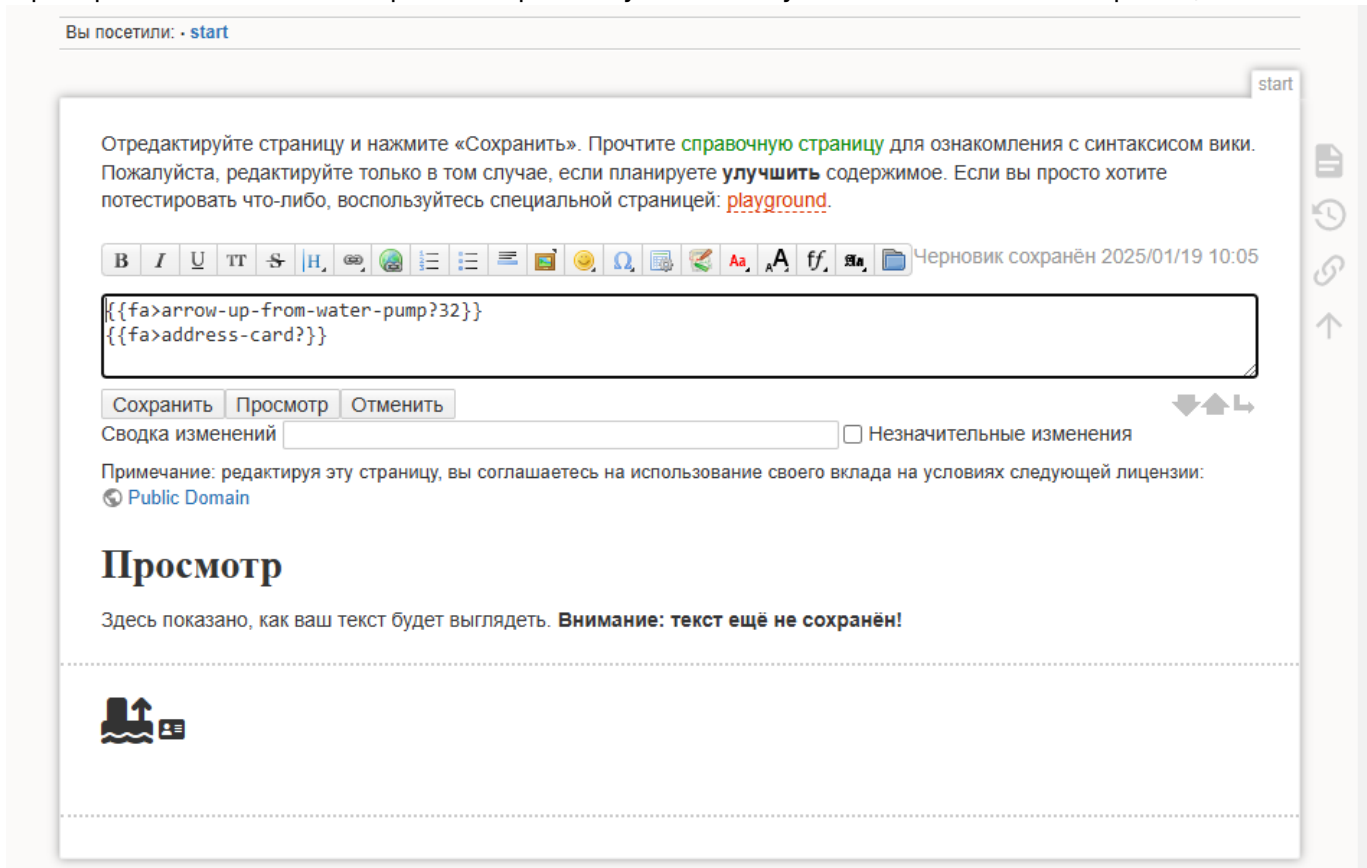 Вы посетили: • start
start
Отредактируйте страницу и нажмите «Сохранить». Прочтите справочную страницу для ознакомления с синтаксисом вики.
Пожалуйста, редактируйте только в том случае, если планируете улучшить содержимое. Если вы просто хотите
потестировать что-либо, воспользуйтесь специальной страницей: playground.
B I U TT S H Ω Aa AA ff Черновик сохранён 2025/01/19 10:05
{{fa>arrow-up-from-water-pump?32}}
{{fa>address-card?}}
Сохранить Просмотр Отменить
Сводка изменений Незначительные изменения
Примечание: редактируя эту страницу, вы соглашаетесь на использование своего вклада на условиях следующей лицензии:
Public Domain
Просмотр
Здесь показано, как ваш текст будет выглядеть. Внимание: текст ещё не сохранён!